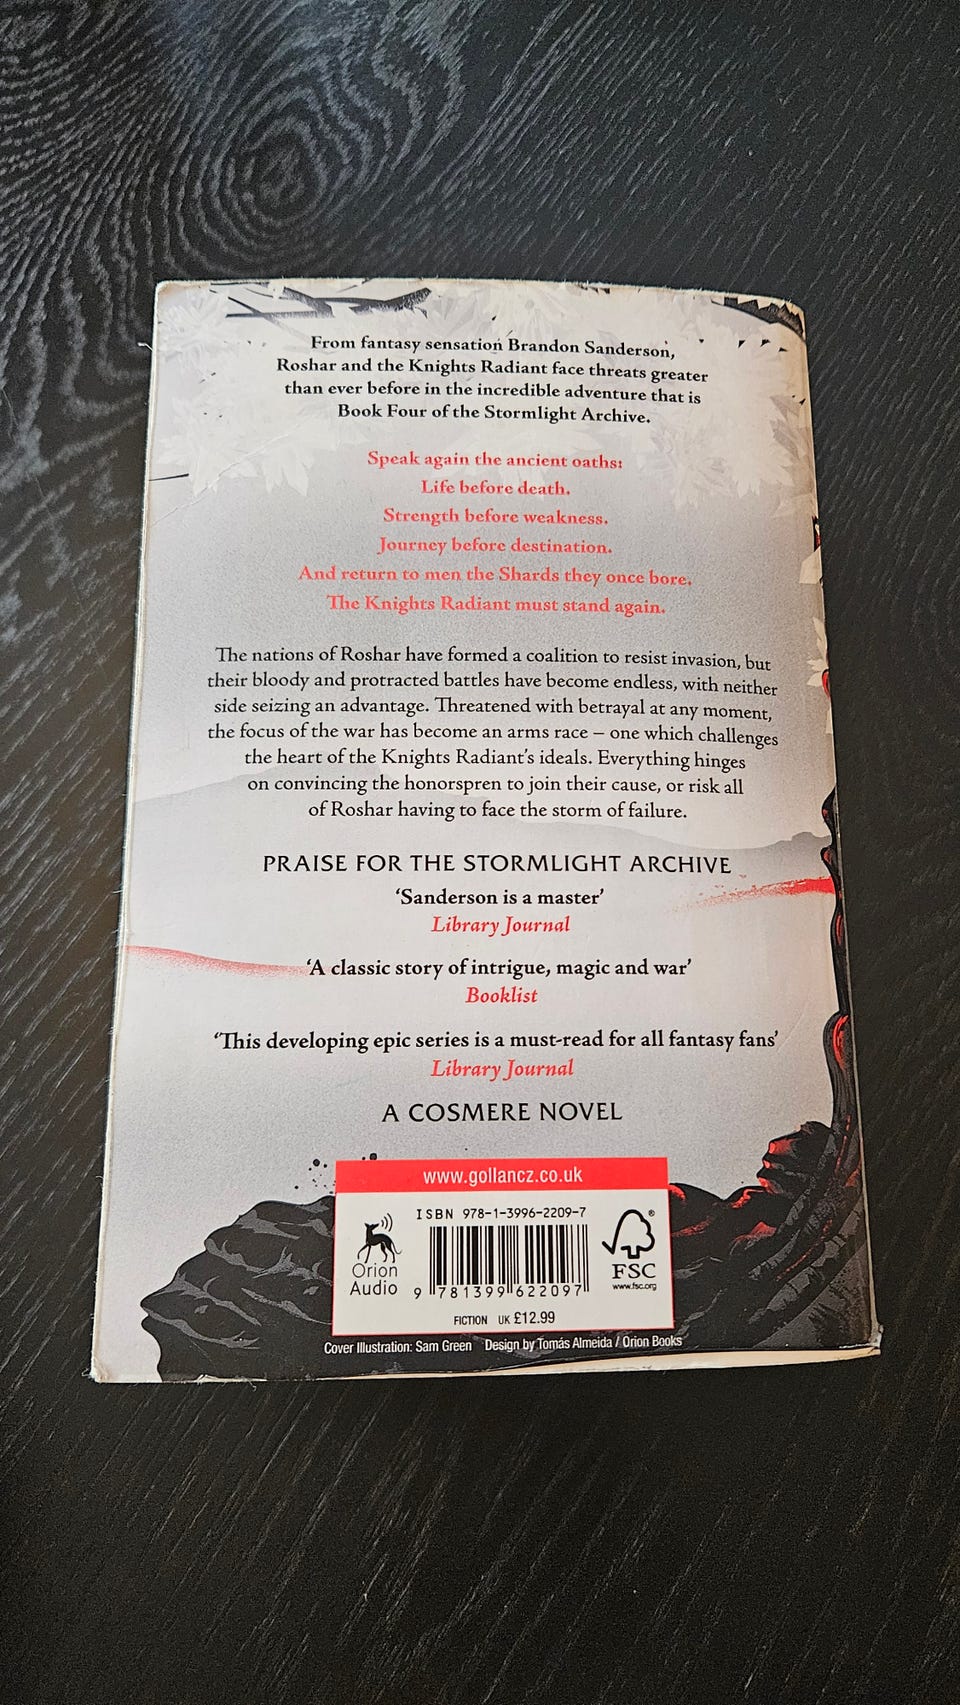 From fantasy sensation Brandon Sanderson,
Roshar and the Knights Radiant face threats greater
than ever before in the incredible adventure that is
Book Four of the Stormlight Archive.
Speak again the ancient oaths:
Life before death.
Strength before weakness.
Journey before destination.
And return to men the Shards they once bore.
The Knights Radiant must stand again.
The nations of Roshar have formed a coalition to resist invasion, but
their bloody and protracted battles have become endless, with neither
side seizing an advantage. Threatened with betrayal at any moment,
the focus of the war has become an arms race – one which challenges
the heart of the Knights Radiant's ideals. Everything hinges
on convincing the honorspren to join their cause, or risk all
of Roshar having to face the storm of failure.
PRAISE FOR THE STORMLIGHT ARCHIVE
‘Sanderson is a master’
Library Journal
‘A classic story of intrigue, magic and war’
Booklist
‘This developing epic series is a must-read for all fantasy fans’
Library Journal
A COSMERE NOVEL
www.gollancz.co.uk
ISBN 978-1-3996-2209-7
Orion
Audio
9 781399 622097
FSC
www.fsc.org
FICTION UK £12.99
Cover Illustration: Sam Green Design by Tomás Almeida / Orion Books